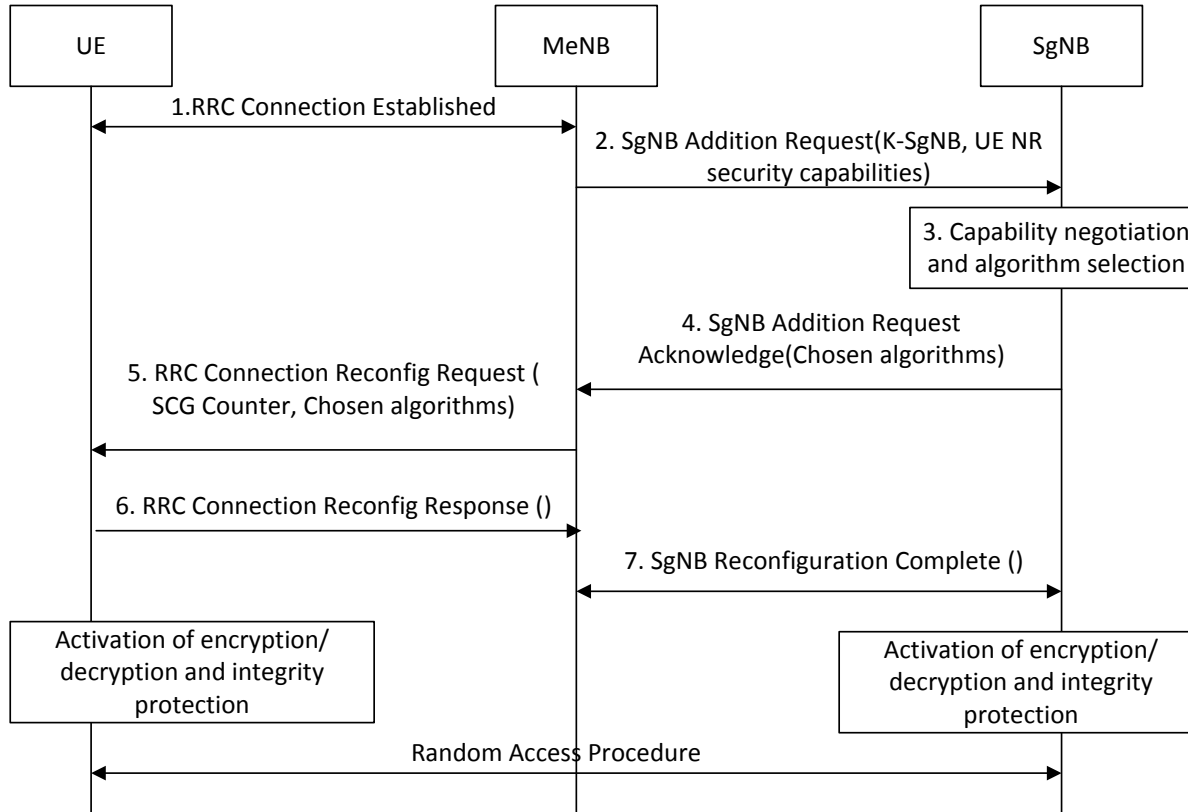 UE
MeNB
SgNB
1.RRC Connection Established
2. SgNB Addition Request(K-SgNB, UE NR
security capabilities)
3. Capability negotiation
and algorithm selection
4. SgNB Addition Request
Acknowledge(Chosen algorithms)
5. RRC Connection Reconfig Request (
SCG Counter, Chosen algorithms)
6. RRC Connection Reconfig Response ()
7. SgNB Reconfiguration Complete ()
Activation of encryption/
decryption and integrity
protection
Activation of encryption/
decryption and integrity
protection
Random Access Procedure